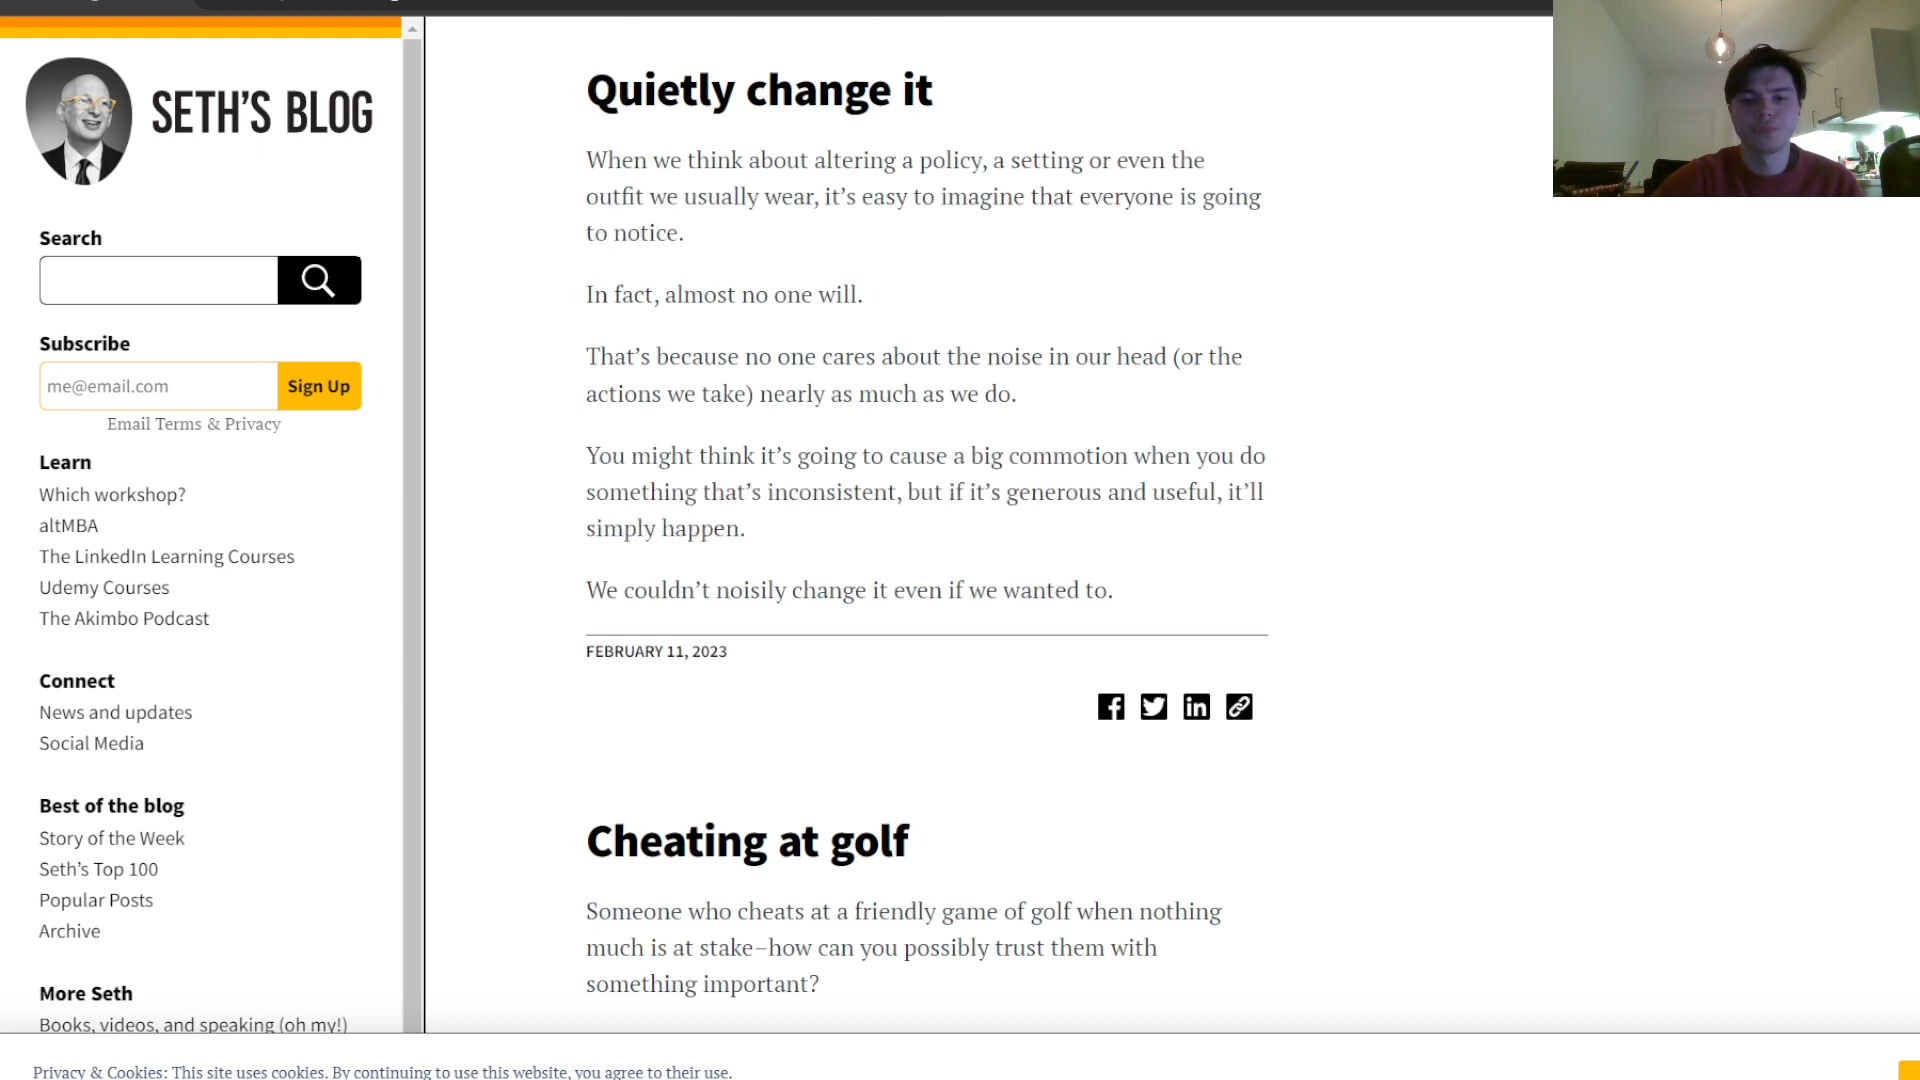 SETH'S BLOG
Search
Subscribe
me@email.com
Sign Up
Email Terms & Privacy
Learn
Which workshop?
altMBA
The LinkedIn Learning Courses
Udemy Courses
The Akimbo Podcast
Connect
News and updates
Social Media
Best of the blog
Story of the Week
Seth's Top 100
Popular Posts
Archive
More Seth
Books, videos, and speaking (oh my!)
Quietly change it
When we think about altering a policy, a setting or even the
outfit we usually wear, it's easy to imagine that everyone is going
to notice.
In fact, almost no one will.
That's because no one cares about the noise in our head (or the
actions we take) nearly as much as we do.
You might think it's going to cause a big commotion when you do
something that's inconsistent, but if it's generous and useful, it'll
simply happen.
We couldn't noisily change it even if we wanted to.
FEBRUARY 11, 2023
Cheating at golf
Someone who cheats at a friendly game of golf when nothing
much is at stake–how can you possibly trust them with
something important?
Privacy & Cookies: This site uses cookies. By continuing to use this website, you agree to their use.